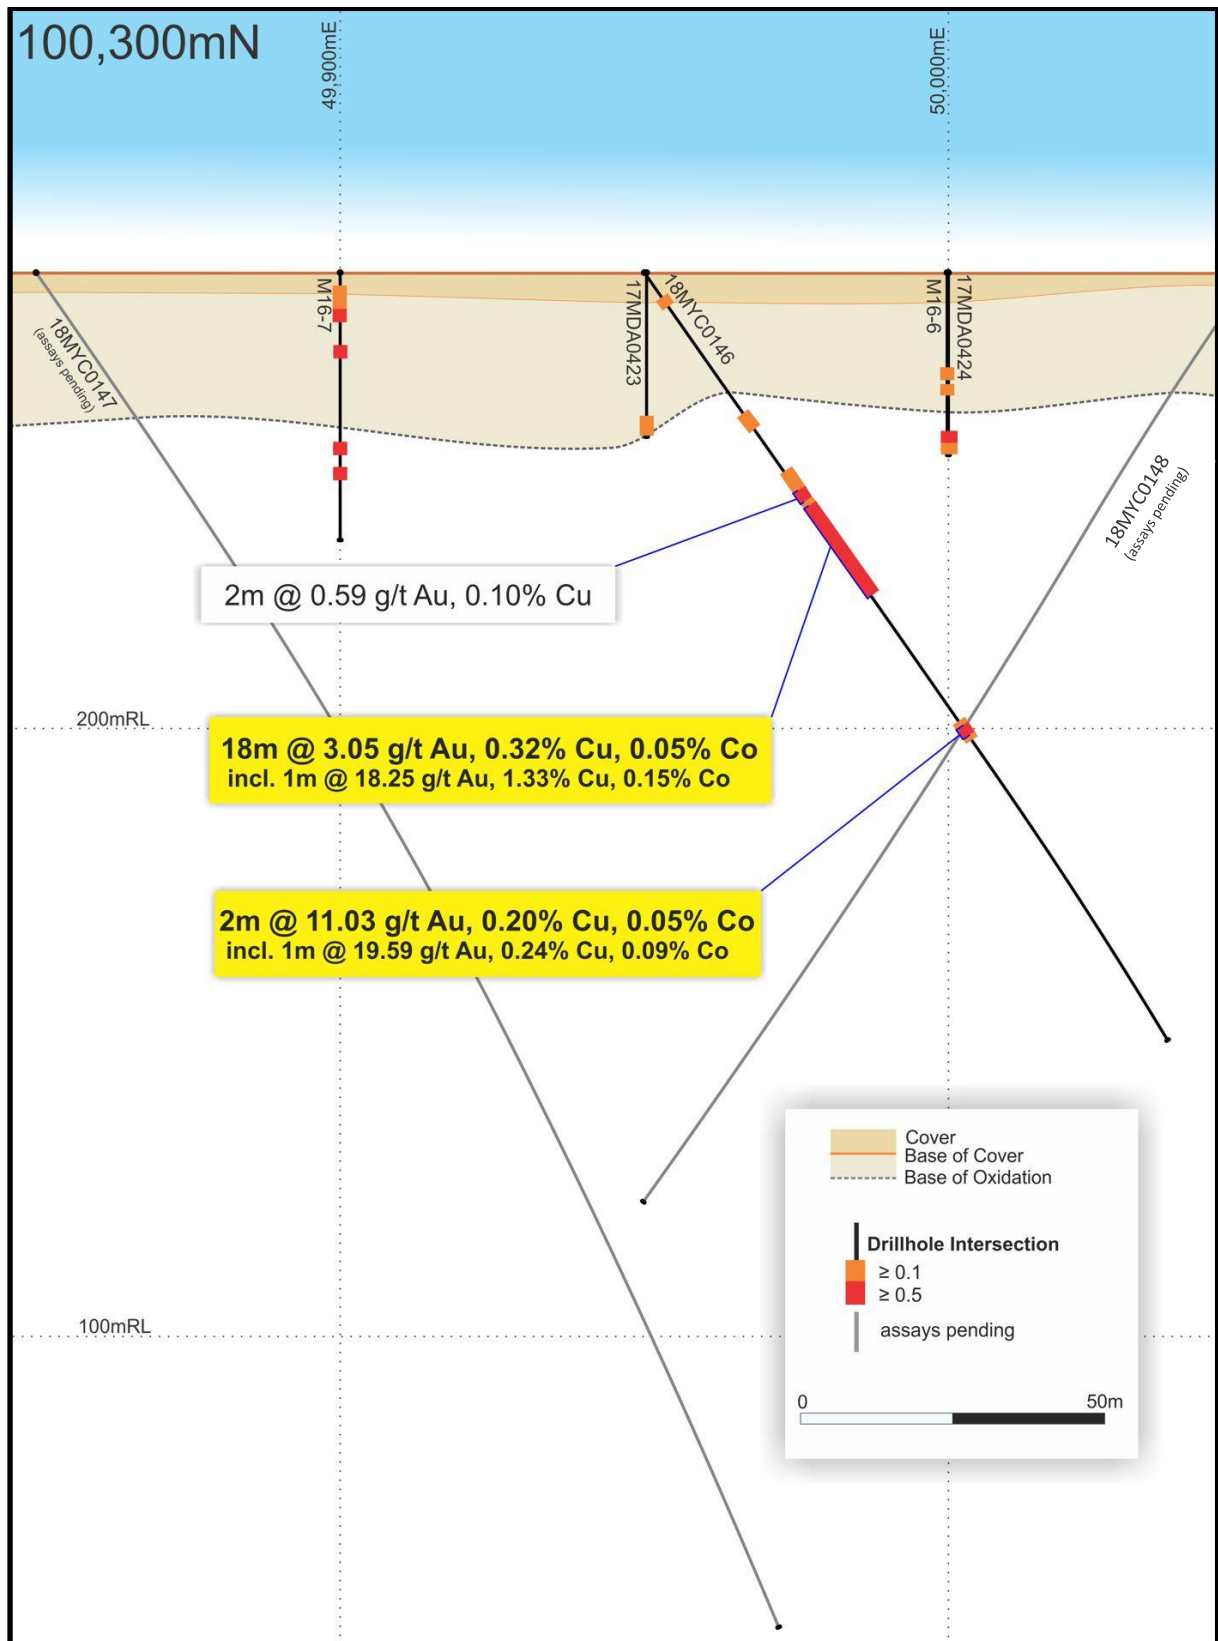 100,300mN
49,900mE
50,000mE
18MYC0147
(assays pending)
M16-7
17MDA0423
18MYC0146
M16-6
17MDA0424
18MYC0148
(assays pending)
2m @ 0.59 g/t Au, 0.10% Cu
200mRL
18m @ 3.05 g/t Au, 0.32% Cu, 0.05% Co
incl. 1m @ 18.25 g/t Au, 1.33% Cu, 0.15% Co
2m @ 11.03 g/t Au, 0.20% Cu, 0.05% Co
incl. 1m @ 19.59 g/t Au, 0.24% Cu, 0.09% Co
Cover
Base of Cover
Base of Oxidation
Drillhole Intersection
≥ 0.1
≥ 0.5
assays pending
0 50m
100mRL